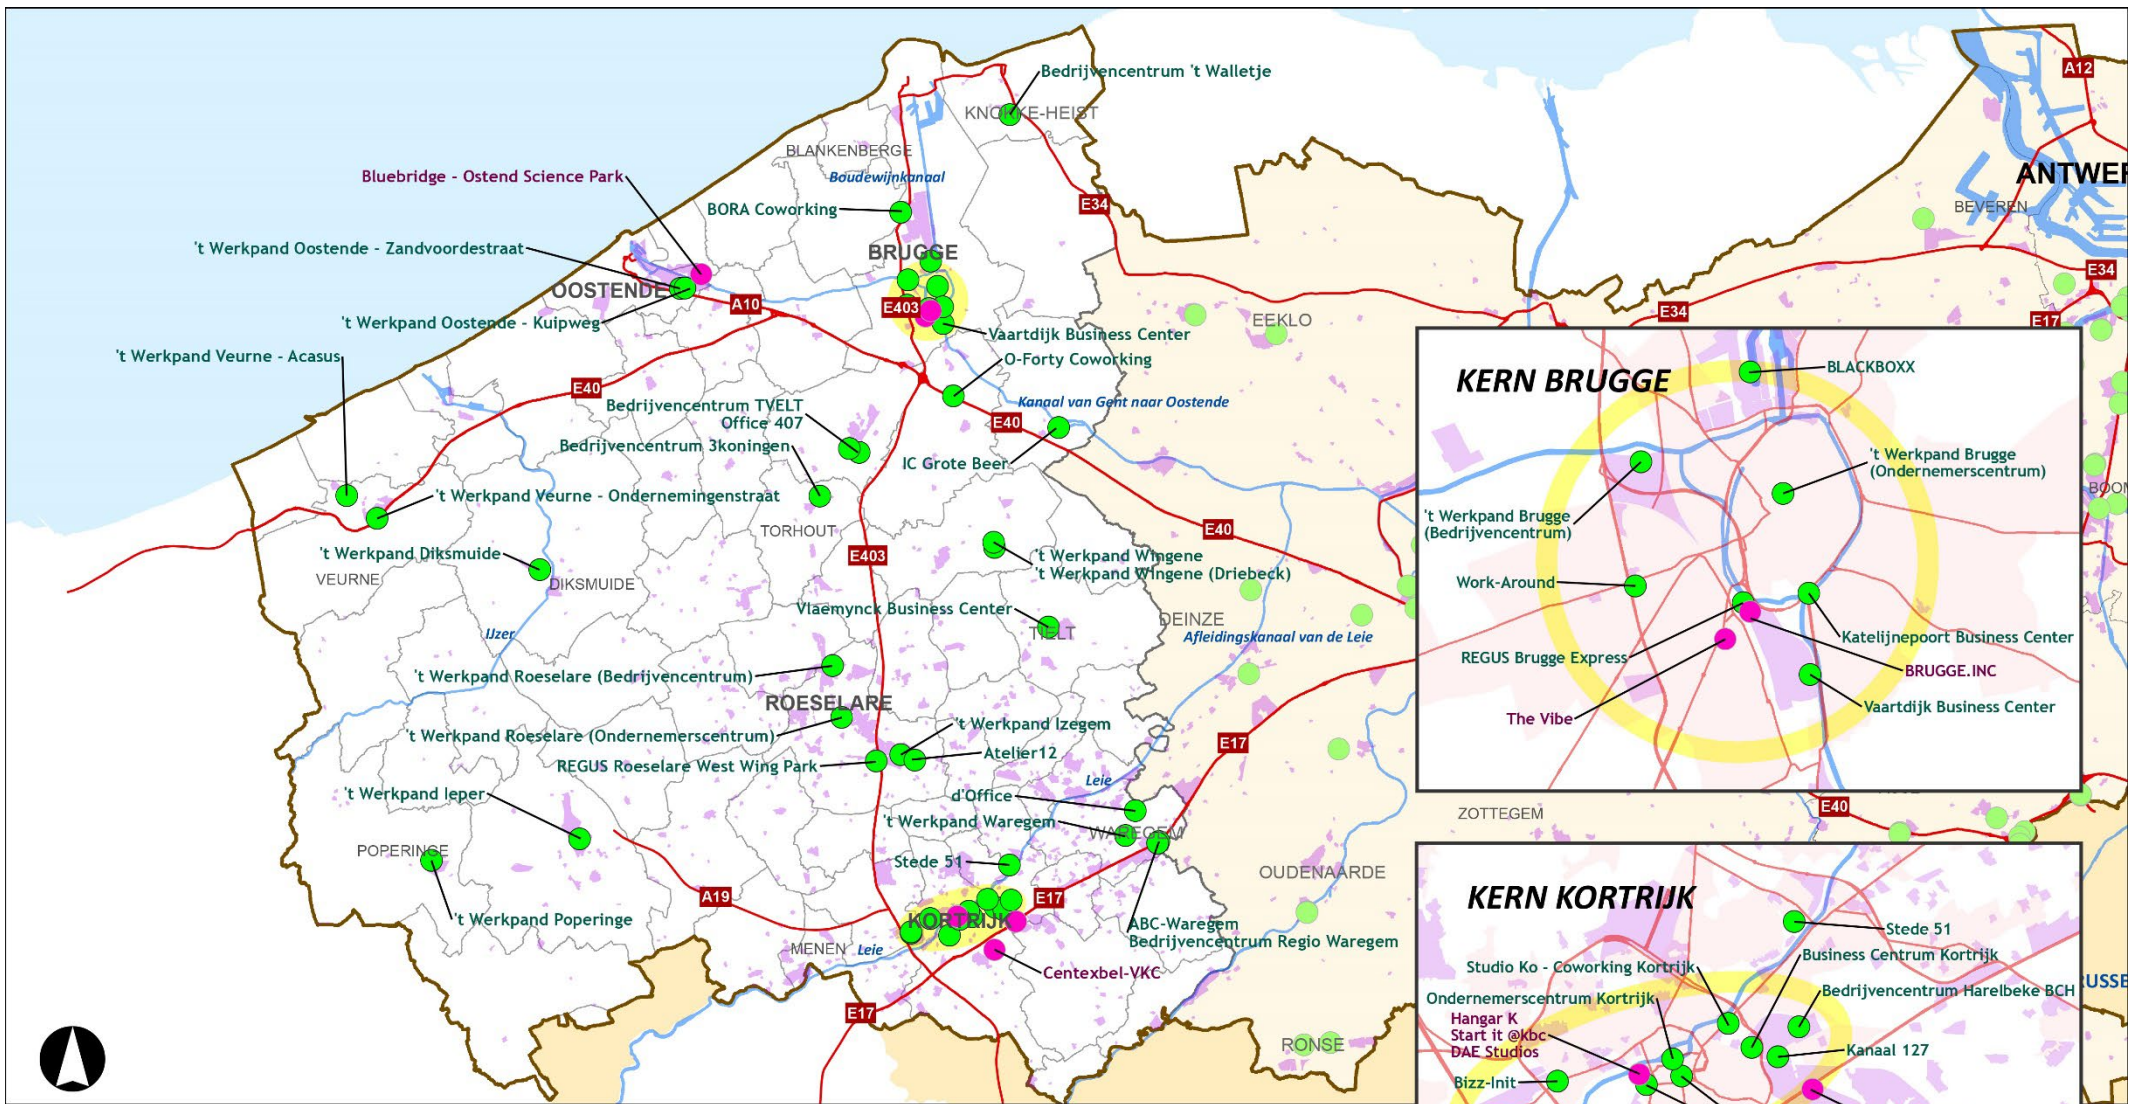 A12
Bedrijvencentrum 't Walletje
KNOKKE-HEIST
BLANKENBERGE
Bluebridge - Ostend Science Park
Boudewijnkanaal
ANTWER
BORA Coworking
E34
BEVEREN
't Werkpand Oostende - Zandvoordestraat
BRUGGE
E34
OOSTENDE
A10
E403
E34
E17
EEKLO
't Werkpand Oostende - Kuipweg
Vaartdijk Business Center
't Werkpand Veurne - Acasus
O-Forty Coworking
E40
Kanaal van Gent naar Oostende
Bedrijvencentrum TVELT
Office 407
E40
Bedrijvencentrum 3koningen
IC Grote Beer
BOOM
't Werkpand Veurne - Ondernemingenstraat
TORHOUT
E40
't Werkpand Diksmuide
E403
't Werkpand Wingene
't Werkpand Wingene (Driebeck)
VEURNE
DIKSMUIDE
Vlaemynck Business Center
DEINZE
IJzer
TIELT
Afleidingskanaal van de Leie
't Werkpand Roeselare (Bedrijvencentrum)
ROESELARE
't Werkpand Izegem
't Werkpand Roeselare (Ondernemerscentrum)
E17
Atelier12
REGUS Roeselare West Wing Park
Leie
't Werkpand Ieper
d'Office
't Werkpand Waregem
WAREGEM
ZOTTEGEM
E40
POPERINGE
Stede 51
OUDENAARDE
A19
E17
't Werkpand Poperinge
KORTRIJK
ABC-Waregem
Bedrijvencentrum Regio Waregem
MENEN
Leie
Centexbel-VKC
E17
RONSE
RUSSE
KERN BRUGGE
BLACKBOXX
't Werkpand Brugge
(Ondernemerscentrum)
't Werkpand Brugge
(Bedrijvencentrum)
Work-Around
Katelijnepoort Business Center
REGUS Brugge Express
BRUGGE.INC
Vaartdijk Business Center
The Vibe
KERN KORTRIJK
Stede 51
Business Centrum Kortrijk
Studio Ko - Coworking Kortrijk
Bedrijvencentrum Harelbeke BCH
Ondernemerscentrum Kortrijk
Hangar K
Start it @kbc
DAE Studios
Kanaal 127
Bizz-Init